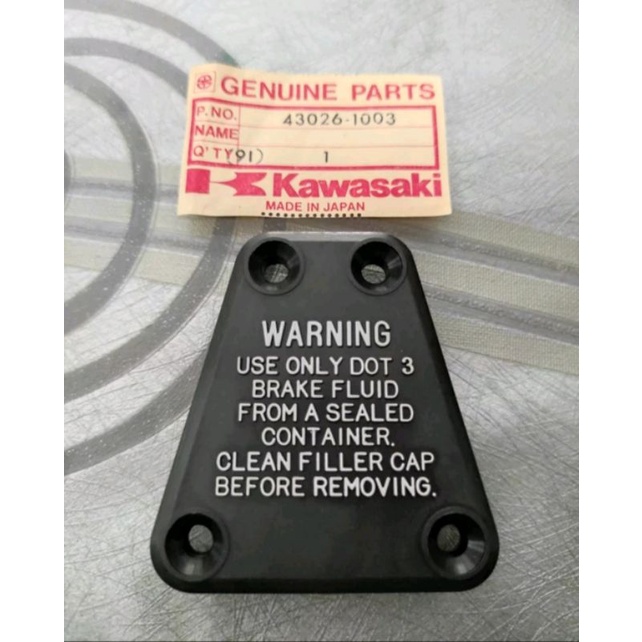 GENUINE PARTS
P.NO. 43026-1003
NAME
Q'TY(91) 1
Kawasaki
MADE IN JAPAN
WARNING
USE ONLY DOT 3
BRAKE FLUID
FROM A SEALED
CONTAINER.
CLEAN FILLER CAP
BEFORE REMOVING.